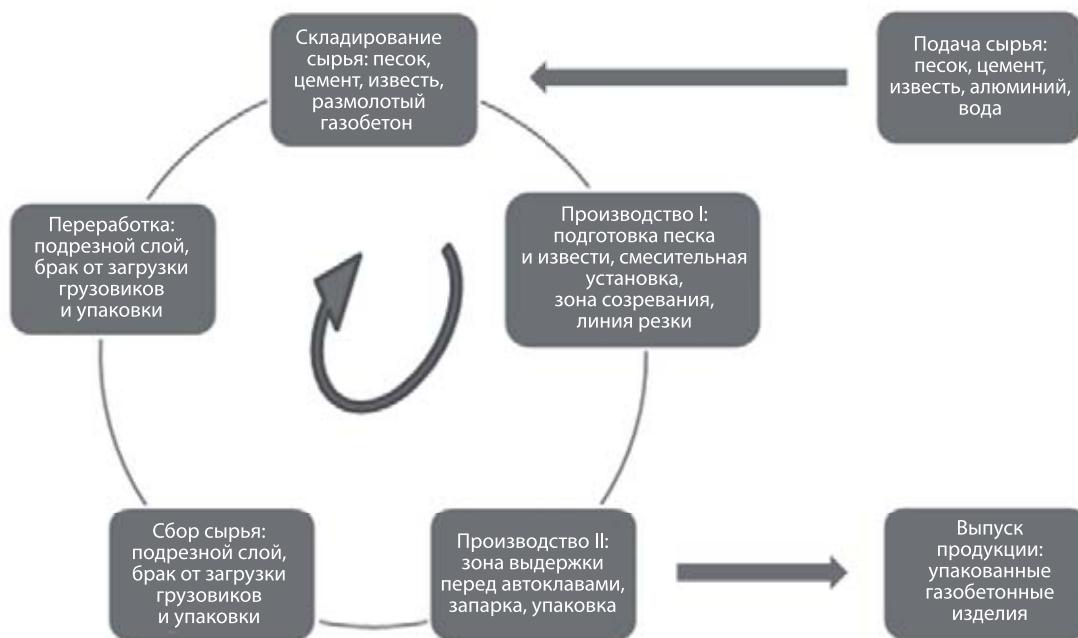 Складирование
сырья: песок,
цемент, известь,
размолотый
газобетон
Подача сырья:
песок, цемент,
известь, алюминий,
вода
Переработка:
подрезной слой,
брак от загрузки
грузовиков
и упаковки
Производство I:
подготовка песка
и извести, смесительная
установка,
зона созревания,
линия резки
Сбор сырья:
подрезной слой,
брак от загрузки
грузовиков
и упаковки
Производство II:
зона выдержки
перед автоклавами,
запарка, упаковка
Выпуск
продукции:
упакованные
газобетонные
изделия